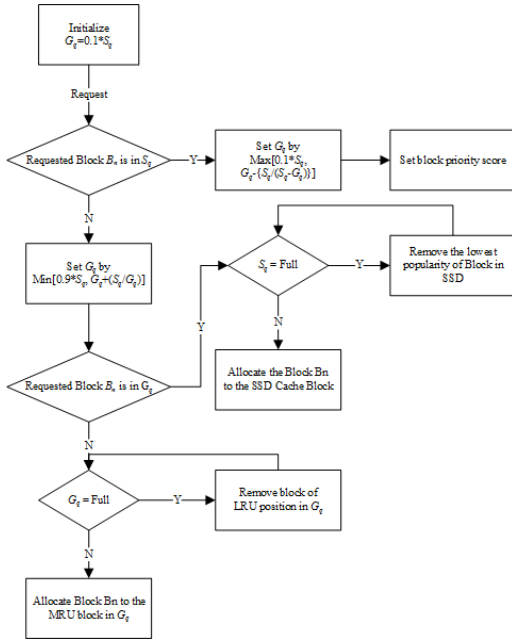 Initialize
Gq=0.1*Sq
Request
Requested Block Bn is in Sq
Y
Set Gq by
Max[0.1*Sq,
Gq-{Sq/(Sq-Gq)}]
Set block priority score
N
Set Gq by
Min[0.9*Sq, Gq+(Sq/Gq)]
Sq = Full
Y
Remove the lowest
popularity of Block in
SSD
Y
N
Allocate the Block Bn
to the SSD Cache Block
Requested Block Bn is in Gq
N
Gq = Full
Y
Remove block of
LRU position in Gq
N
Allocate Block Bn to the
MRU block in Gq